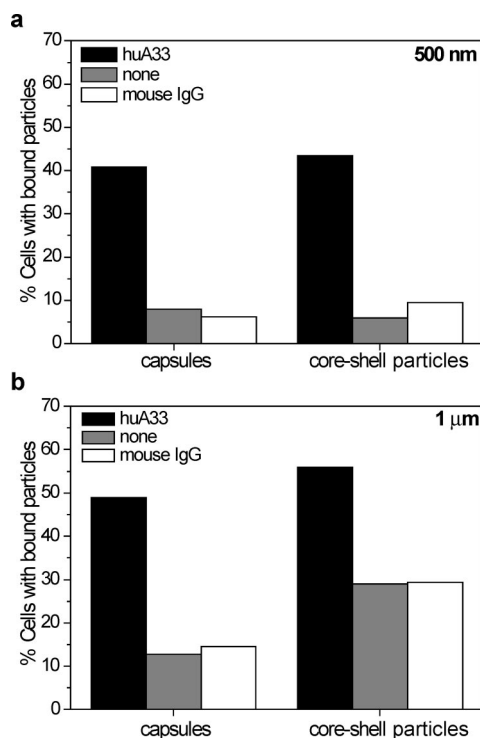 a
70
60
50
40
30
20
10
0
% Cells with bound particles
huA33
none
mouse IgG
500 nm
capsules
core-shell particles
b
70
60
50
40
30
20
10
0
% Cells with bound particles
huA33
none
mouse IgG
1 μm
capsules
core-shell particles